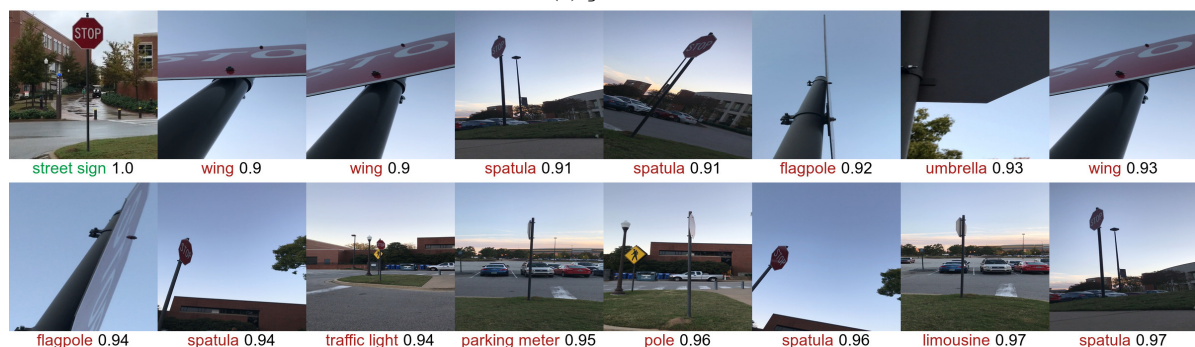 STOP
STOP
STOP
street sign 1.0
wing 0.9
wing 0.9
spatula 0.91
spatula 0.91
flagpole 0.92
umbrella 0.93
wing 0.93
flagpole 0.94
spatula 0.94
traffic light 0.94
parking meter 0.95
pole 0.96
spatula 0.96
limousine 0.97
spatula 0.97